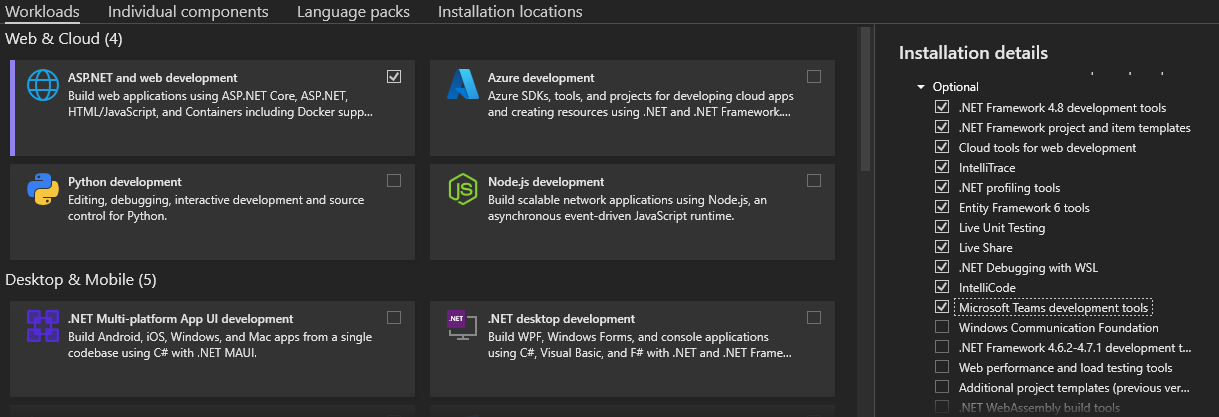 Workloads
Individual components
Language packs
Installation locations
Web & Cloud (4)
ASP.NET and web development
Build web applications using ASP.NET Core, ASP.NET,
HTML/JavaScript, and Containers including Docker supp...
Azure development
Azure SDKs, tools, and projects for developing cloud apps
and creating resources using .NET and .NET Framework....
Python development
Editing, debugging, interactive development and source
control for Python.
Node.js development
Build scalable network applications using Node.js, an
asynchronous event-driven JavaScript runtime.
Desktop & Mobile (5)
.NET Multi-platform App UI development
Build Android, iOS, Windows, and Mac apps from a single
codebase using C# with .NET MAUI.
.NET
.NET desktop development
Build WPF, Windows Forms, and console applications
using C#, Visual Basic, and F# with .NET and .NET Frame...
Installation details
Optional
.NET Framework 4.8 development tools
.NET Framework project and item templates
Cloud tools for web development
IntelliTrace
.NET profiling tools
Entity Framework 6 tools
Live Unit Testing
Live Share
.NET Debugging with WSL
IntelliCode
Microsoft Teams development tools
Windows Communication Foundation
.NET Framework 4.6.2-4.7.1 development t...
Web performance and load testing tools
Additional project templates (previous ver...
.NET WebAssembly build tools